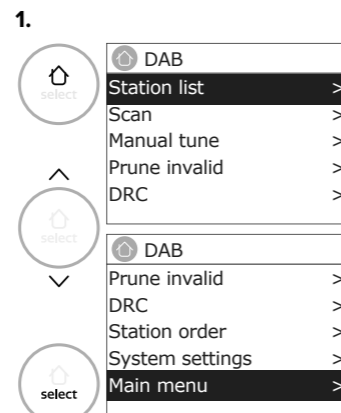 1.
select
DAB
Station list >
Scan >
Manual tune >
Prune invalid >
DRC >
select
DAB
Prune invalid >
DRC >
Station order >
System settings >
Main menu >
select